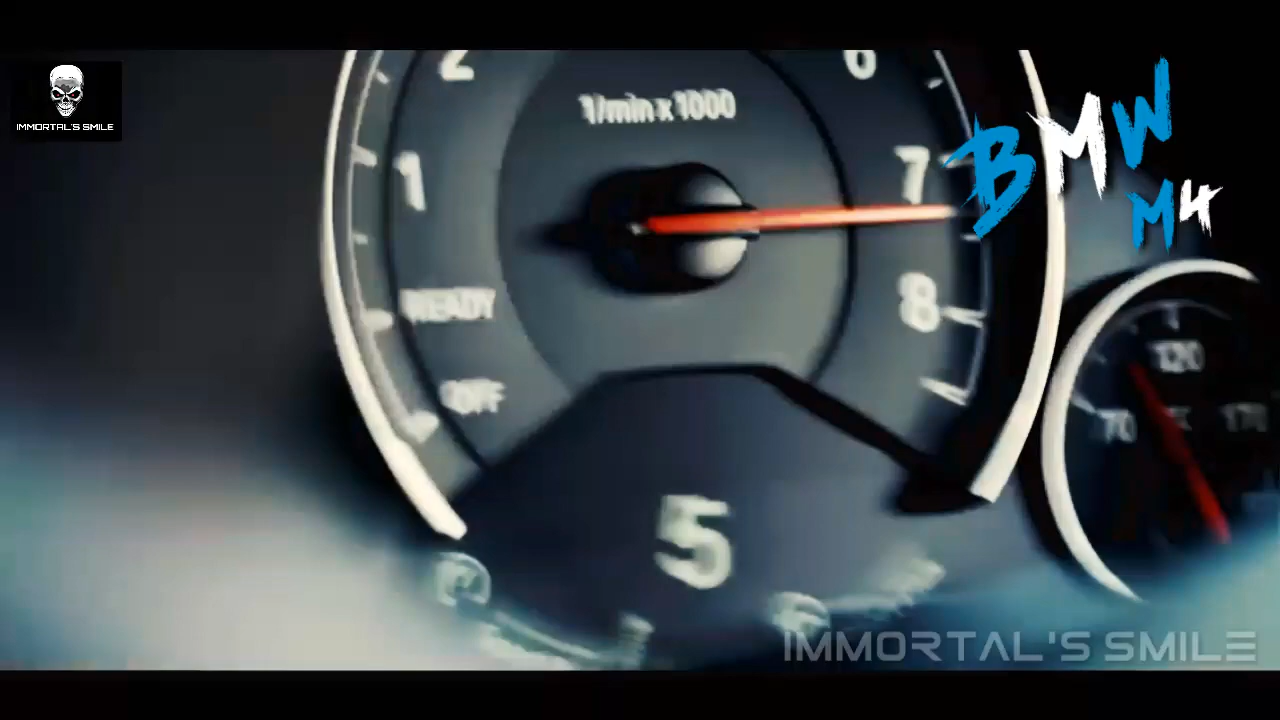 IMMORTAL'S SMILE
BMW
M4
2
6
1/min x 1000
1
7
READY
8
OFF
120
70
170
5
IMMORTAL'S SMILE